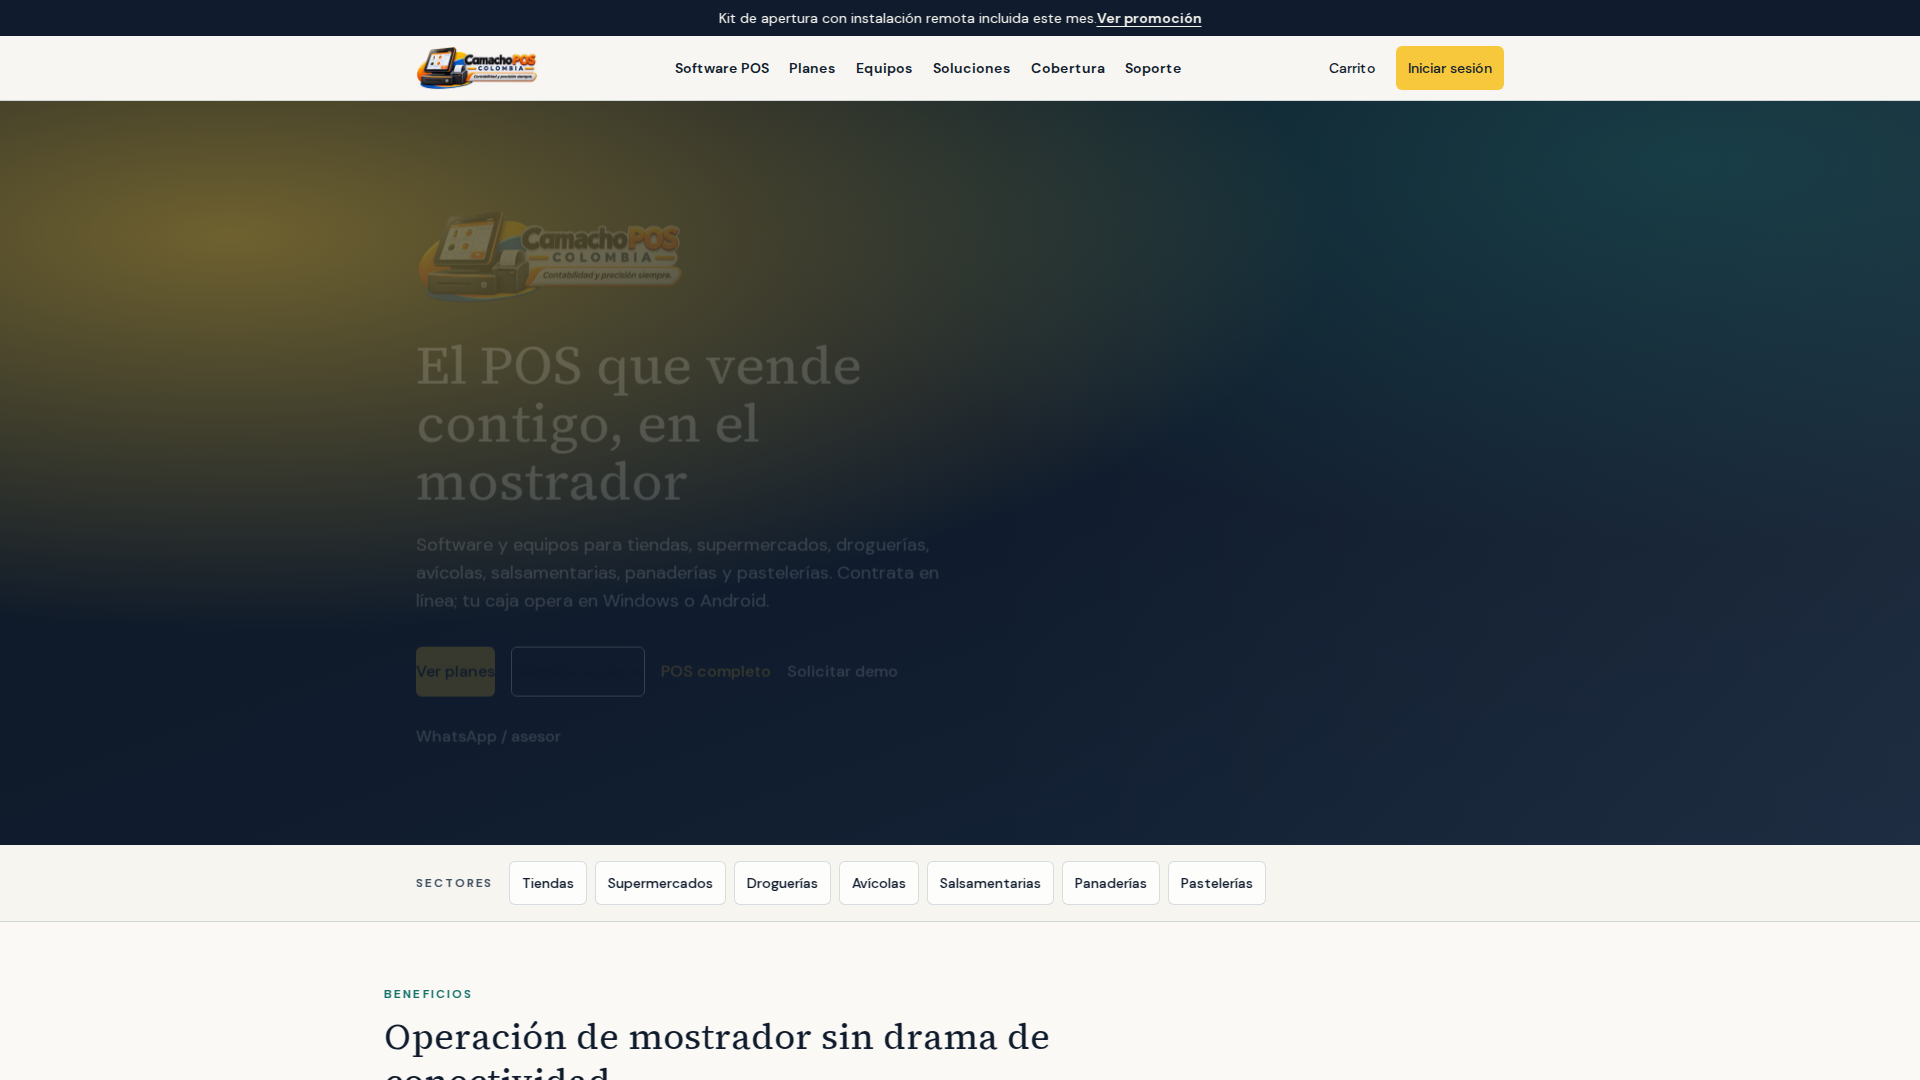 Kit de apertura con instalación remota incluida este mes.Ver promoción
CamachoPOS
COLOMBIA
Contabilidad y precisión siempre.
Software POS Planes Equipos Soluciones Cobertura Soporte
Carrito Iniciar sesión
CamachoPOS
COLOMBIA
Contabilidad y precisión siempre.
El POS que vende
contigo, en el
mostrador
Software y equipos para tiendas, supermercados, droguerías,
avícolas, salsamentarias, panaderías y pastelerías. Contrata en
línea; tu caja opera en Windows o Android.
Ver planes POS completo Solicitar demo
WhatsApp / asesor
SECTORES Tiendas Supermercados Droguerías Avícolas Salsamentarias Panaderías Pastelerías
BENEFICIOS
Operación de mostrador sin drama de
conectividad